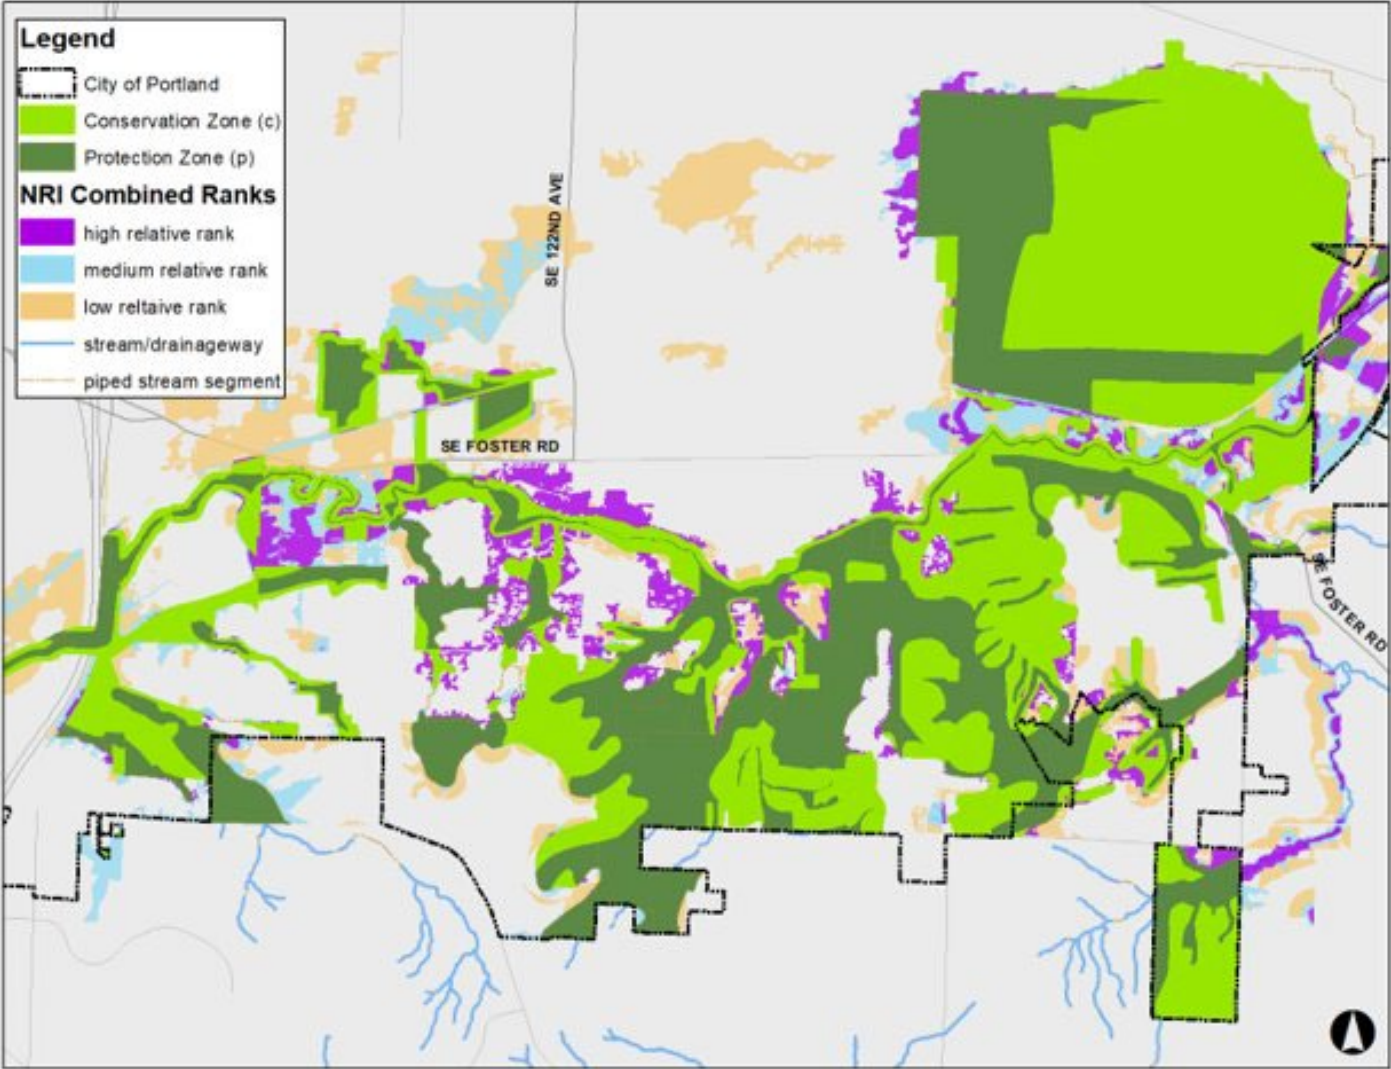 Legend
City of Portland
Conservation Zone (c)
Protection Zone (p)
NRI Combined Ranks
high relative rank
medium relative rank
low reltaive rank
stream/drainageway
piped stream segment
SE 122ND AVE
SE FOSTER RD
SE FOSTER RD